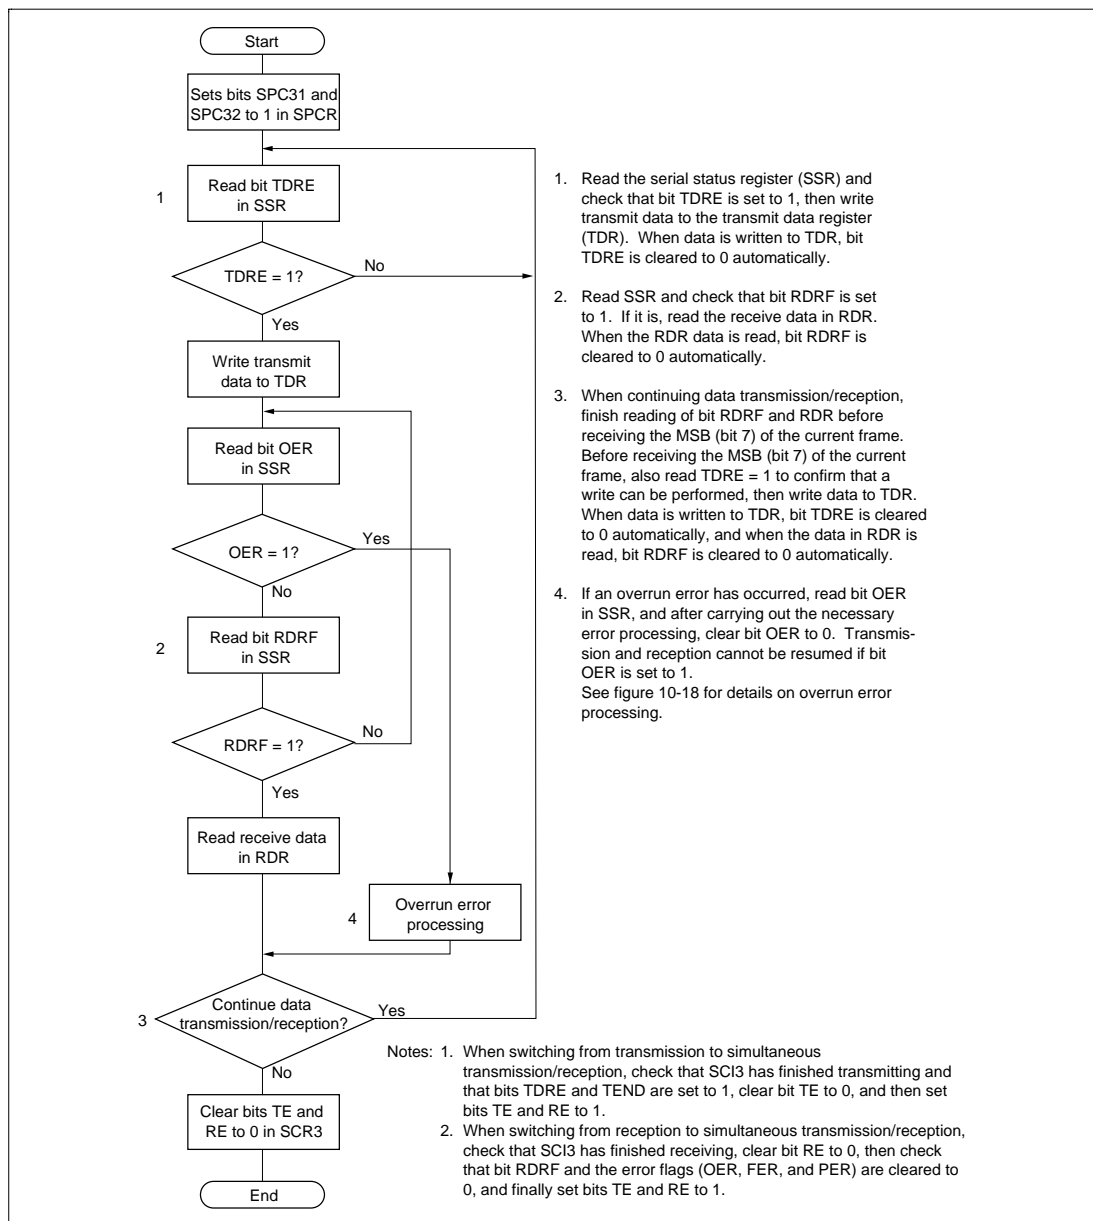 Start
Sets bits SPC31 and
SPC32 to 1 in SPCR
1
Read bit TDRE
in SSR
TDRE = 1?
No
Yes
Write transmit
data to TDR
Read bit OER
in SSR
OER = 1?
Yes
No
2
Read bit RDRF
in SSR
RDRF = 1?
No
Yes
Read receive data
in RDR
4
Overrun error
processing
3
Continue data
transmission/reception?
Yes
No
Clear bits TE and
RE to 0 in SCR3
End
1. Read the serial status register (SSR) and
check that bit TDRE is set to 1, then write
transmit data to the transmit data register
(TDR). When data is written to TDR, bit
TDRE is cleared to 0 automatically.
2. Read SSR and check that bit RDRF is set
to 1. If it is, read the receive data in RDR.
When the RDR data is read, bit RDRF is
cleared to 0 automatically.
3. When continuing data transmission/reception,
finish reading of bit RDRF and RDR before
receiving the MSB (bit 7) of the current frame.
Before receiving the MSB (bit 7) of the current
frame, also read TDRE = 1 to confirm that a
write can be performed, then write data to TDR.
When data is written to TDR, bit TDRE is cleared
to 0 automatically, and when the data in RDR is
read, bit RDRF is cleared to 0 automatically.
4. If an overrun error has occurred, read bit OER
in SSR, and after carrying out the necessary
error processing, clear bit OER to 0. Transmis-
sion and reception cannot be resumed if bit
OER is set to 1.
See figure 10-18 for details on overrun error
processing.
Notes: 1. When switching from transmission to simultaneous
transmission/reception, check that SCI3 has finished transmitting and
that bits TDRE and TEND are set to 1, clear bit TE to 0, and then set
bits TE and RE to 1.
2. When switching from reception to simultaneous transmission/reception,
check that SCI3 has finished receiving, clear bit RE to 0, then check
that bit RDRF and the error flags (OER, FER, and PER) are cleared to
0, and finally set bits TE and RE to 1.